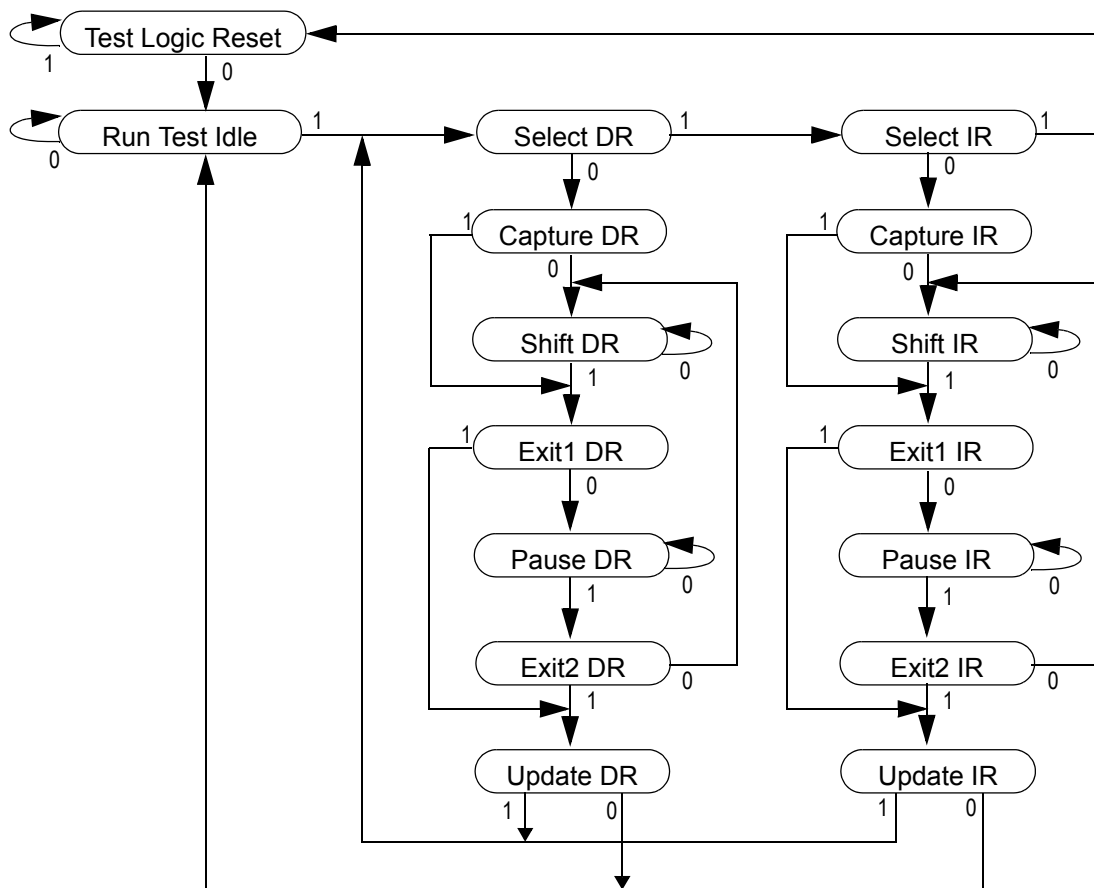 Test Logic Reset
1
0
Run Test Idle
1
0
Select DR
1
0
Select IR
1
0
1
Capture DR
0
1
Capture IR
0
Shift DR
0
1
Shift IR
0
1
1
Exit1 DR
0
1
Exit1 IR
0
Pause DR
0
1
Pause IR
0
1
Exit2 DR
0
1
Exit2 IR
0
1
Update DR
1
0
Update IR
1
0